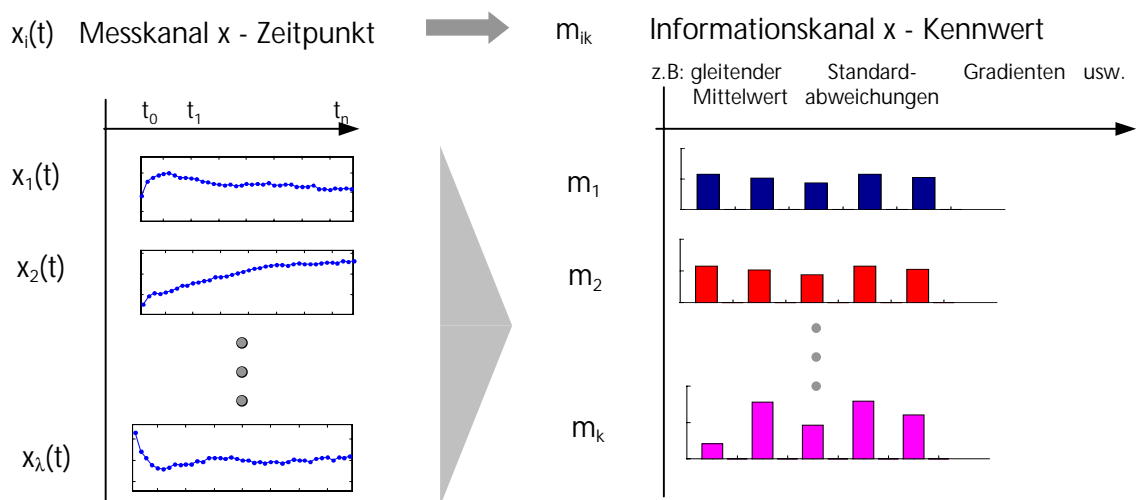 xᵢ(t) Messkanal x - Zeitpunkt
mᵢₖ Informationskanal x - Kennwert
z.B: gleitender Standard- Gradienten usw.
Mittelwert abweichungen
t₀ t₁ tₙ
x₁(t)
m₁
x₂(t)
m₂
mₖ
x_λ(t)